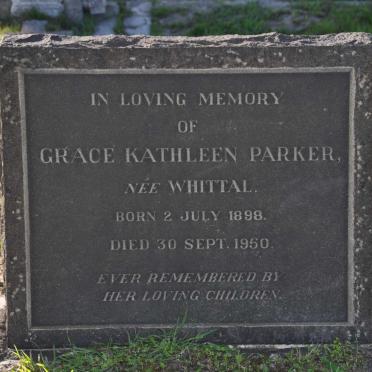 IN LOVING MEMORY
OF
GRACE KATHLEEN PARKER,
NÉE WHITTAL.
BORN 2 JULY 1898.
DIED 30 SEPT. 1950.
EVER REMEMBERED BY
HER LOVING CHILDREN.